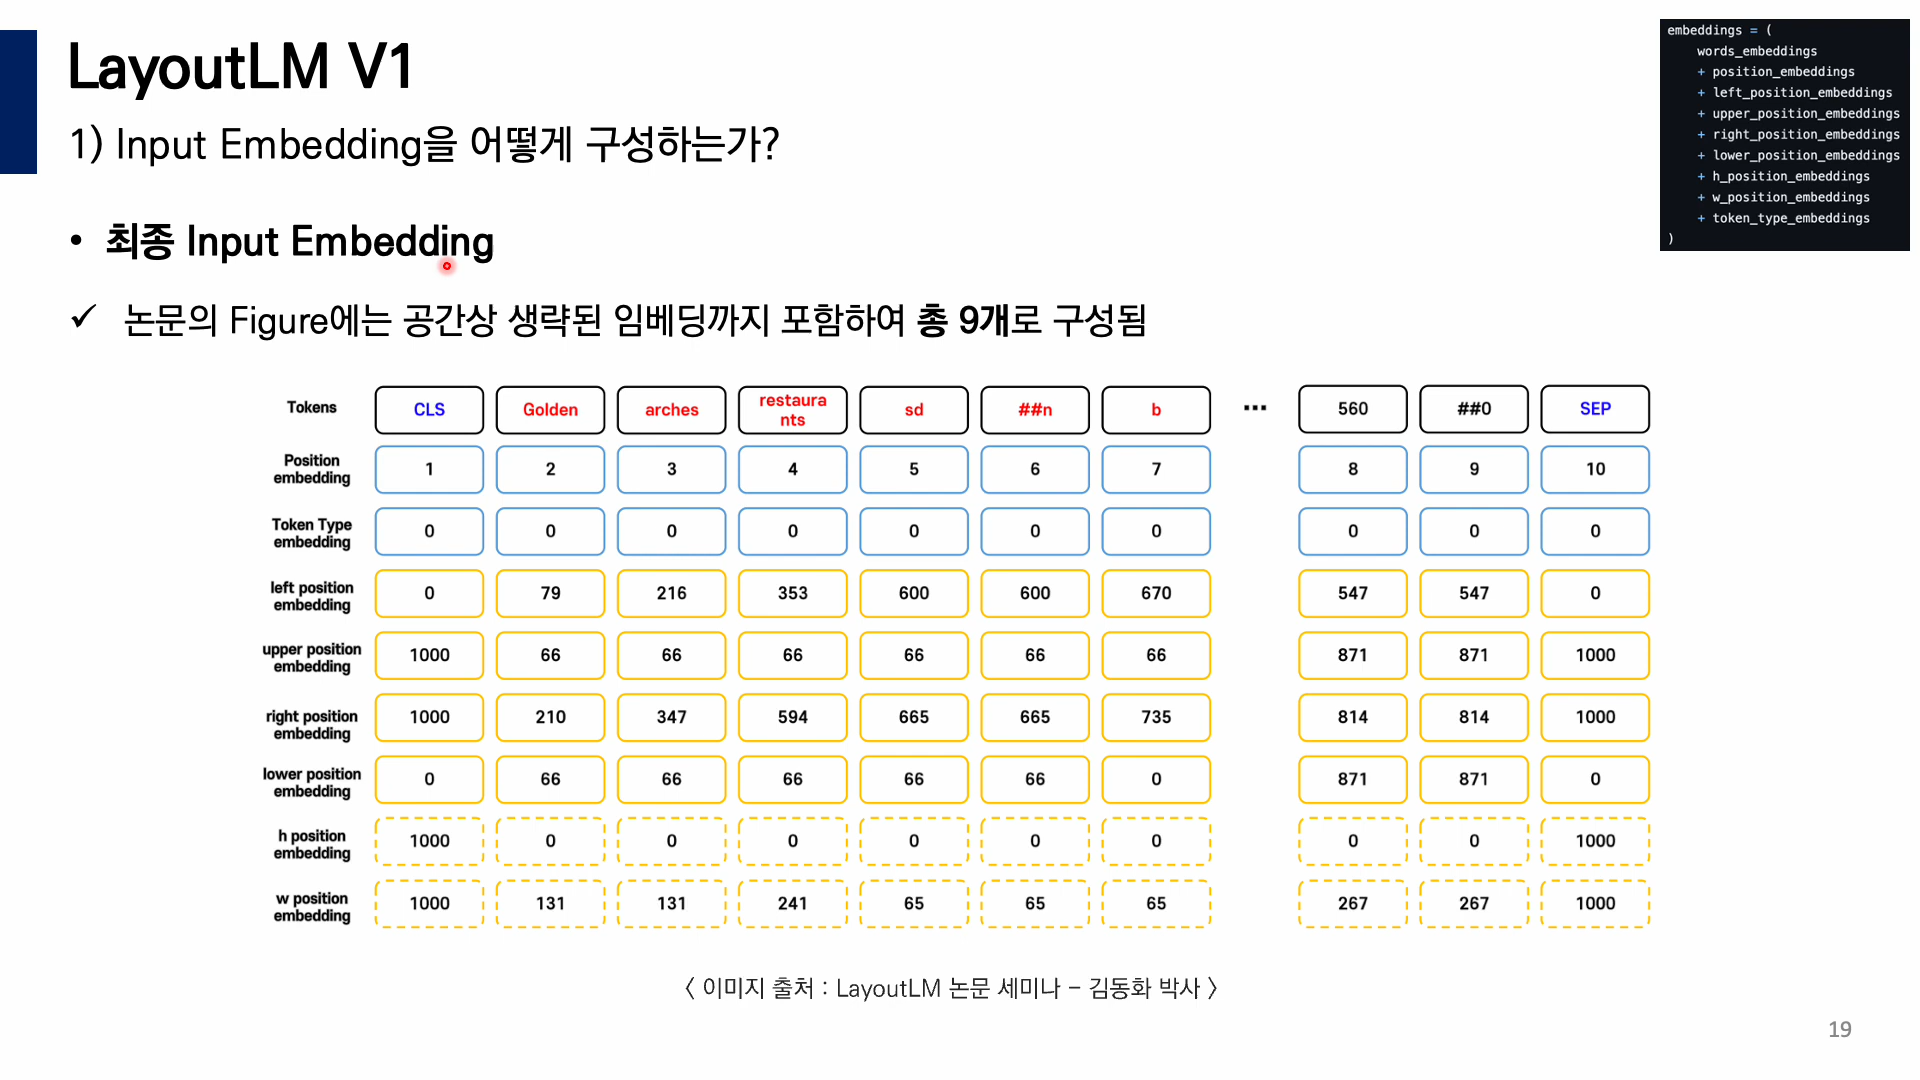 LayoutLM V1
1) Input Embedding을 어떻게 구성하는가?
embeddings = (
words_embeddings
+ position_embeddings
+ left_position_embeddings
+ upper_position_embeddings
+ right_position_embeddings
+ lower_position_embeddings
+ h_position_embeddings
+ w_position_embeddings
+ token_type_embeddings
)
• 최종 Input Embedding
✓ 논문의 Figure에는 공간상 생략된 임베딩까지 포함하여 총 9개로 구성됨
Tokens CLS Golden arches restaura nts sd ##n b ... 560 ##0 SEP
Position embedding 1 2 3 4 5 6 7 8 9 10
Token Type embedding 0 0 0 0 0 0 0 0 0 0
left position embedding 0 79 216 353 600 600 670 547 547 0
upper position embedding 1000 66 66 66 66 66 66 871 871 1000
right position embedding 1000 210 347 594 665 665 735 814 814 1000
lower position embedding 0 66 66 66 66 66 0 871 871 0
h position embedding 1000 0 0 0 0 0 0 0 0 1000
w position embedding 1000 131 131 241 65 65 65 267 267 1000
< 이미지 출처 : LayoutLM 논문 세미나 - 김동화 박사 >
19